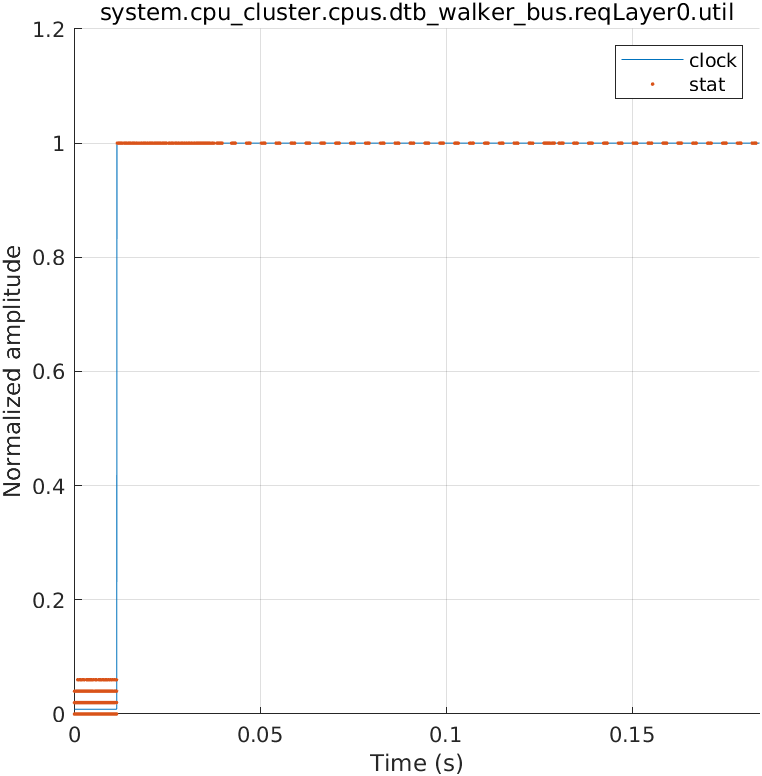 system.cpu_cluster.cpus.dtb_walker_bus.reqLayer0.util
1.2
clock
stat
1
0.8
Normalized amplitude
0.6
0.4
0.2
0
0
0.05
0.1
0.15
Time (s)